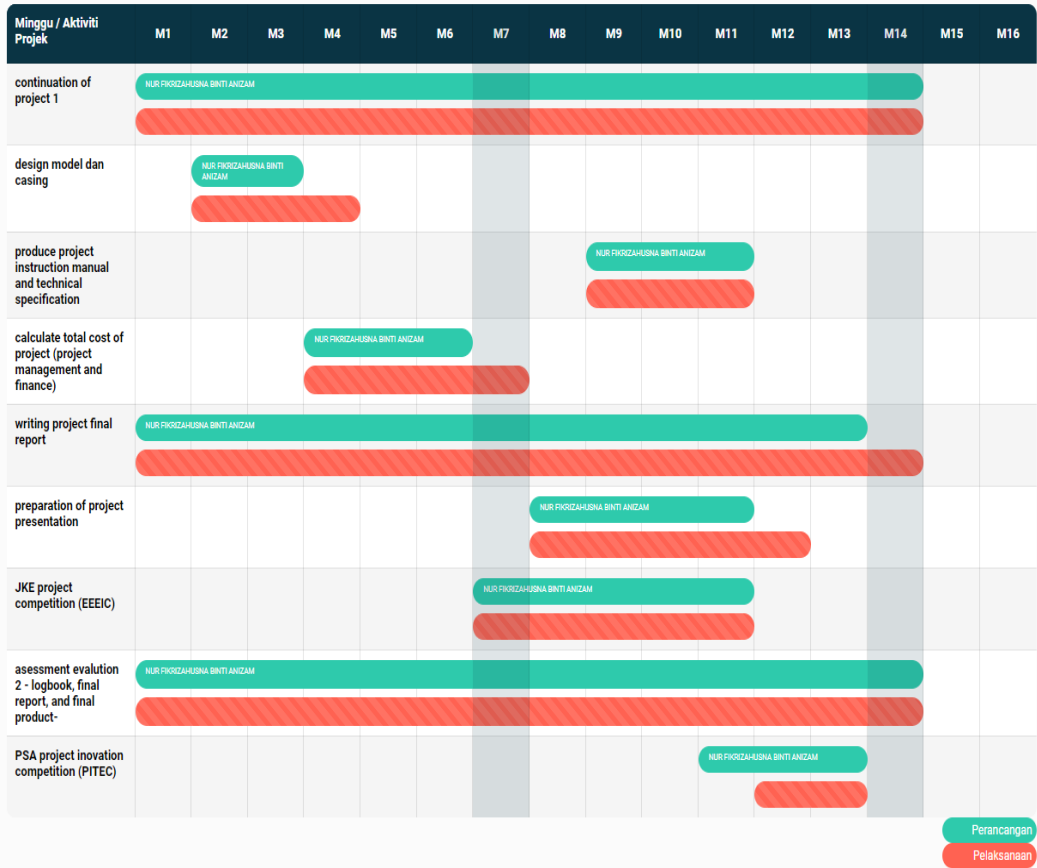 Minggu / Aktiviti
Projek
M1 M2 M3 M4 M5 M6 M7 M8 M9 M10 M11 M12 M13 M14 M15 M16
continuation of
project 1
NUR FIKRIZAHUSNA BINTI ANIZAM
design model dan
casing
NUR FIKRIZAHUSNA BINTI
ANIZAM
produce project
instruction manual
and technical
specification
NUR FIKRIZAHUSNA BINTI ANIZAM
calculate total cost of
project (project
management and
finance)
NUR FIKRIZAHUSNA BINTI ANIZAM
writing project final
report
NUR FIKRIZAHUSNA BINTI ANIZAM
preparation of project
presentation
NUR FIKRIZAHUSNA BINTI ANIZAM
JKE project
competition (EEEIC)
NUR FIKRIZAHUSNA BINTI ANIZAM
asessment evalution
2 - logbook, final
report, and final
product-
NUR FIKRIZAHUSNA BINTI ANIZAM
PSA project inovation
competition (PITEC)
NUR FIKRIZAHUSNA BINTI ANIZAM
Perancangan
Pelaksanaan